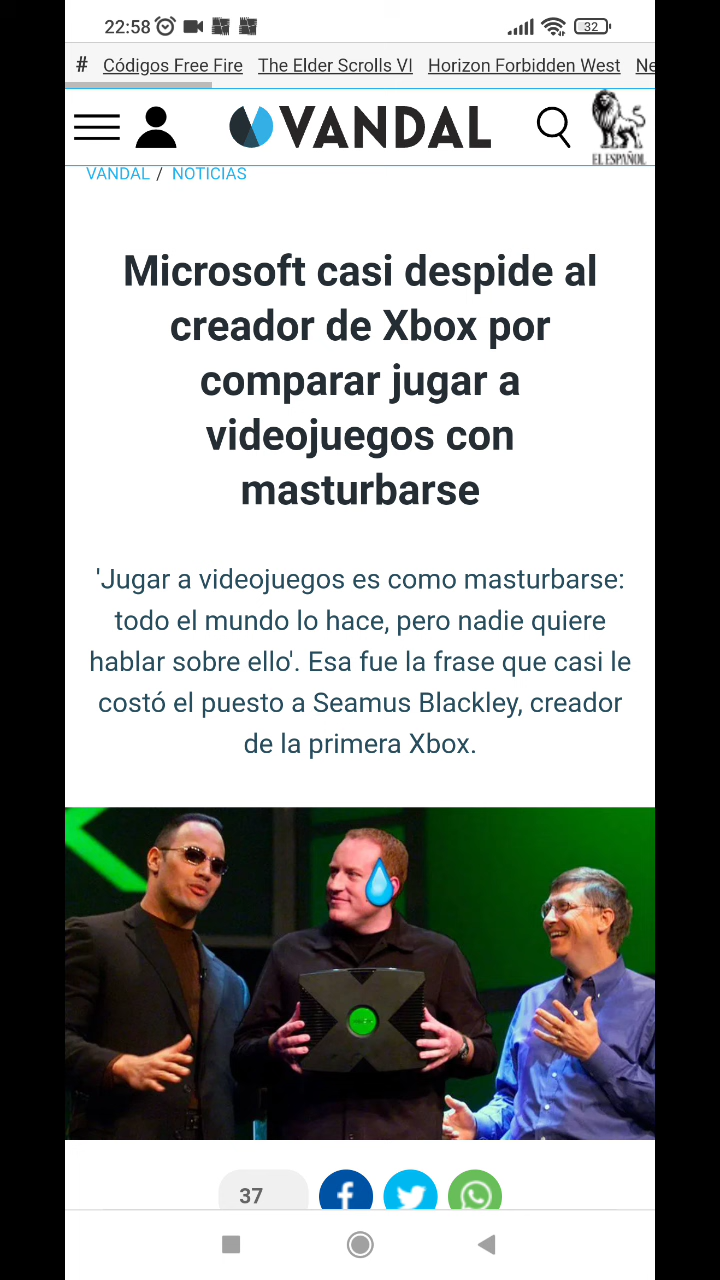 22:58
32
# Códigos Free Fire The Elder Scrolls VI Horizon Forbidden West Ne
VANDAL
EL ESPAÑOL
VANDAL / NOTICIAS
Microsoft casi despide al
creador de Xbox por
comparar jugar a
videojuegos con
masturbarse
'Jugar a videojuegos es como masturbarse:
todo el mundo lo hace, pero nadie quiere
hablar sobre ello'. Esa fue la frase que casi le
costó el puesto a Seamus Blackley, creador
de la primera Xbox.
37